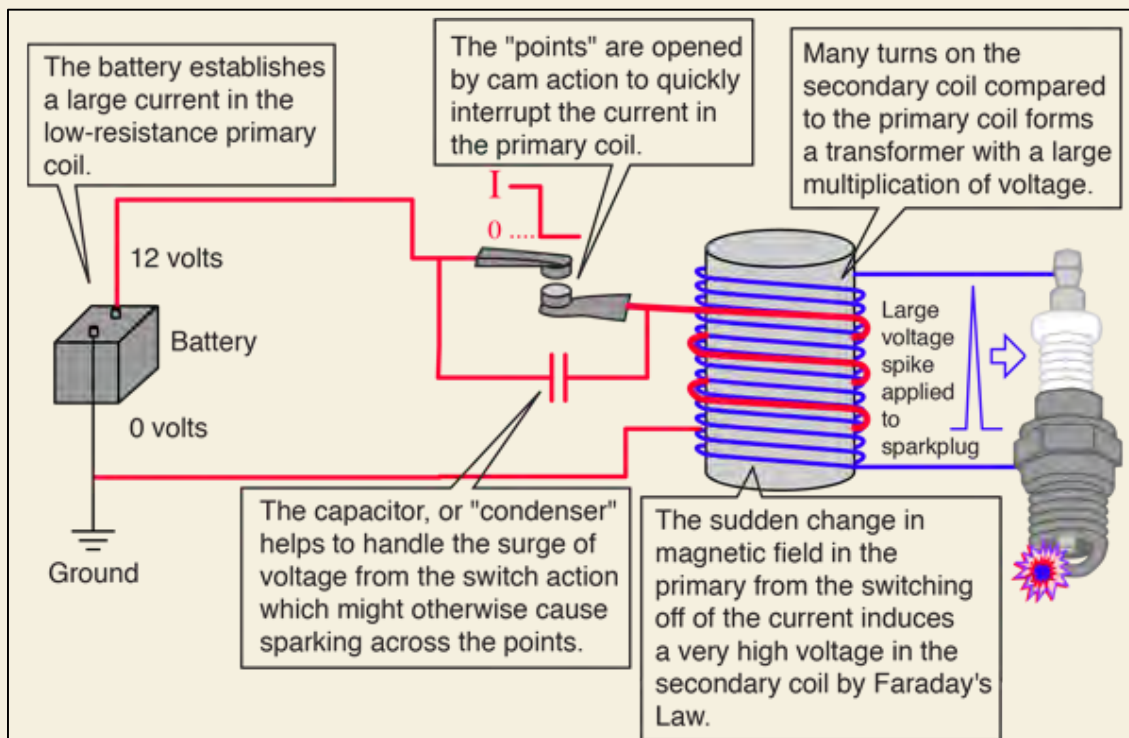 The battery establishes
a large current in the
low-resistance primary
coil.
The "points" are opened
by cam action to quickly
interrupt the current in
the primary coil.
Many turns on the
secondary coil compared
to the primary coil forms
a transformer with a large
multiplication of voltage.
I
0 ....
12 volts
Battery
0 volts
Ground
Large
voltage
spike
applied
to
sparkplug
The capacitor, or "condenser"
helps to handle the surge of
voltage from the switch action
which might otherwise cause
sparking across the points.
The sudden change in
magnetic field in the
primary from the switching
off of the current induces
a very high voltage in the
secondary coil by Faraday's
Law.